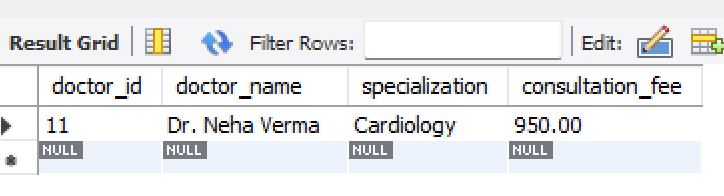 Result Grid Filter Rows: Edit:
doctor_id doctor_name specialization consultation_fee
11 Dr. Neha Verma Cardiology 950.00
NULL NULL NULL NULL